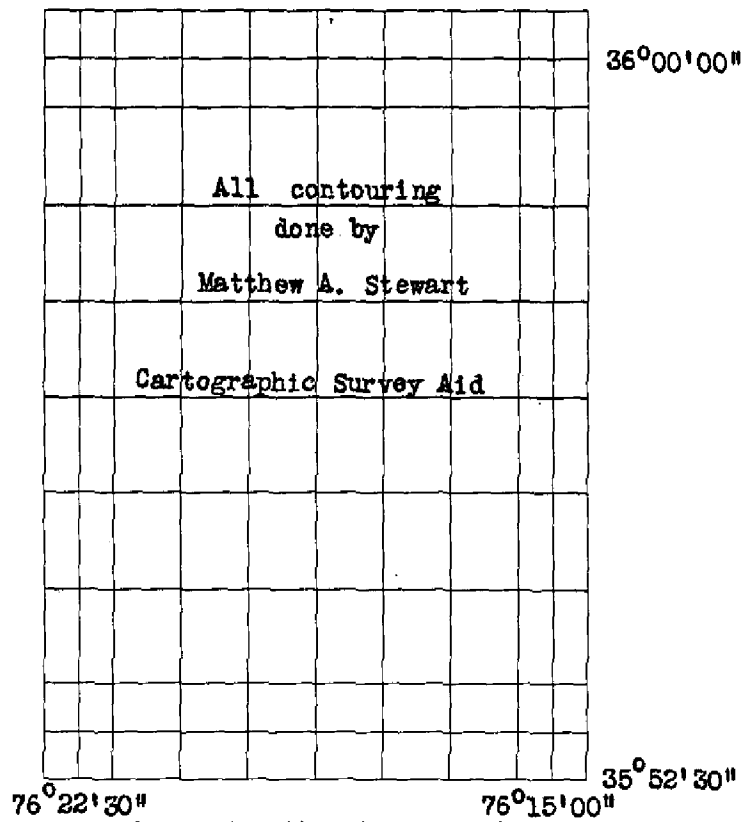 36°00'00"
All contouring
done by
Matthew A. Stewart
Cartographic Survey Aid
35°52'30"
76°22'30" 76°15'00"